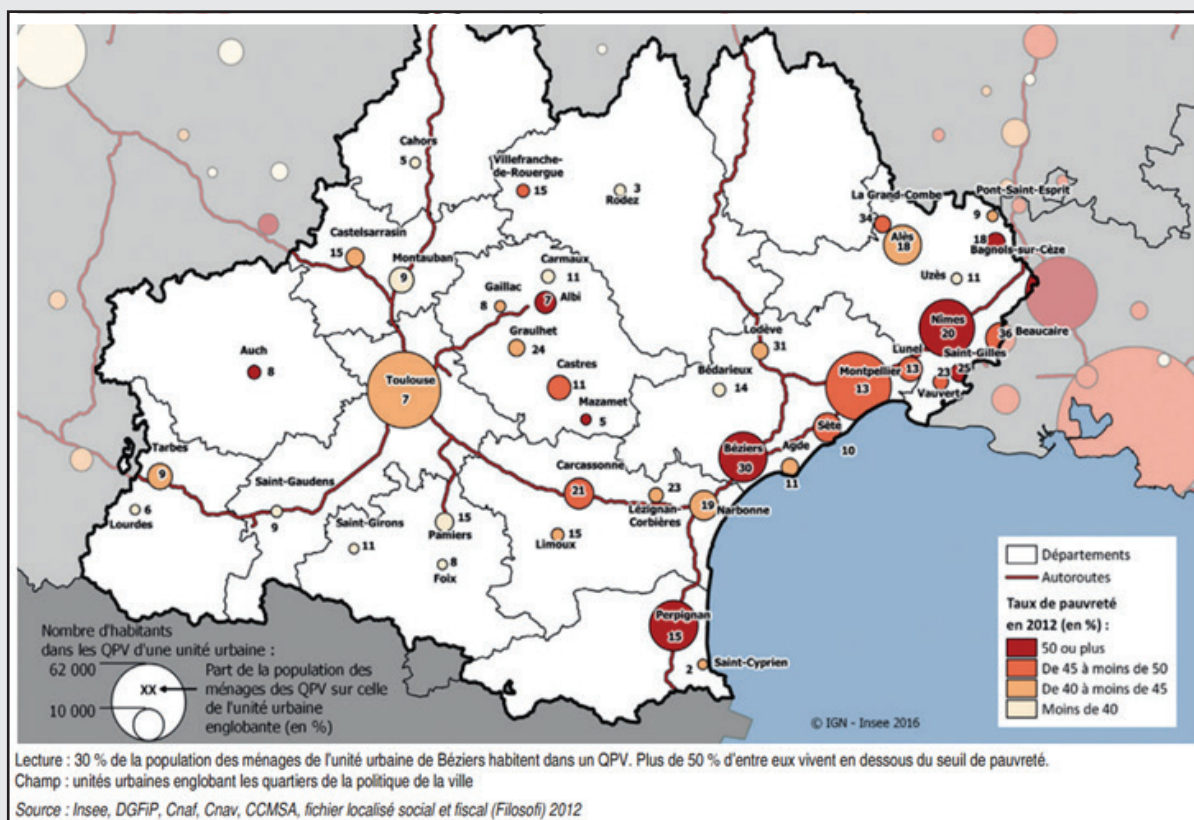 Cahors
5
Villefranche-
de-Rouergue
15
3
Rodez
La Grand-Combe
34
Pont-Saint-Esprit
9
Alès
18
18
Bagnols-sur-Cèze
Castelsarrasin
15
Montauban
9
Carmaux
11
Uzès
11
Gaillac
8
7
Albi
Nîmes
20
36
Beaucaire
Graulhet
24
Lodève
31
Lunel
13
Saint-Gilles
25
Auch
8
Toulouse
7
Castres
11
Bédarieux
14
Montpellier
13
23
Vauvert
Mazamet
5
Sète
10
Béziers
30
Agde
11
Tarbes
9
Saint-Gaudens
9
Carcassonne
21
23
Lézignan-
Corbières
19
Narbonne
Lourdes
6
Saint-Girons
11
15
Pamiers
Limoux
15
8
Foix
Perpignan
15
2
Saint-Cyprien
Nombre d'habitants
dans les QPV d'une unité urbaine :
62 000
10 000
XX
Part de la population des
ménages des QPV sur celle
de l'unité urbaine
englobante (en %)
© IGN - Insee 2016
Départements
Autoroutes
Taux de pauvreté
en 2012 (en %) :
50 ou plus
De 45 à moins de 50
De 40 à moins de 45
Moins de 40
Lecture : 30 % de la population des ménages de l'unité urbaine de Béziers habitent dans un QPV. Plus de 50 % d'entre eux vivent en dessous du seuil de pauvreté.
Champ : unités urbaines englobant les quartiers de la politique de la ville
Source : Insee, DGFiP, Cnaf, Cnav, CCMSA, fichier localisé social et fiscal (Filosofi) 2012